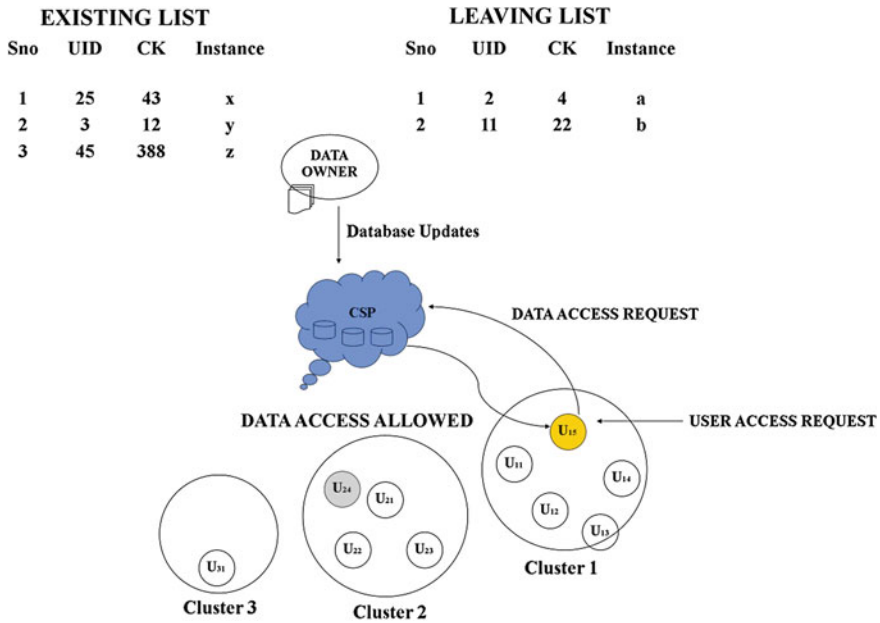 EXISTING LIST
Sno UID CK Instance
1 25 43 x
2 3 12 y
3 45 388 z
LEAVING LIST
Sno UID CK Instance
1 2 4 a
2 11 22 b
DATA
OWNER
Database Updates
CSP
DATA ACCESS REQUEST
DATA ACCESS ALLOWED
USER ACCESS REQUEST
U15
U11
U14
U12
U13
Cluster 1
U24
U21
U22
U23
Cluster 2
U31
Cluster 3